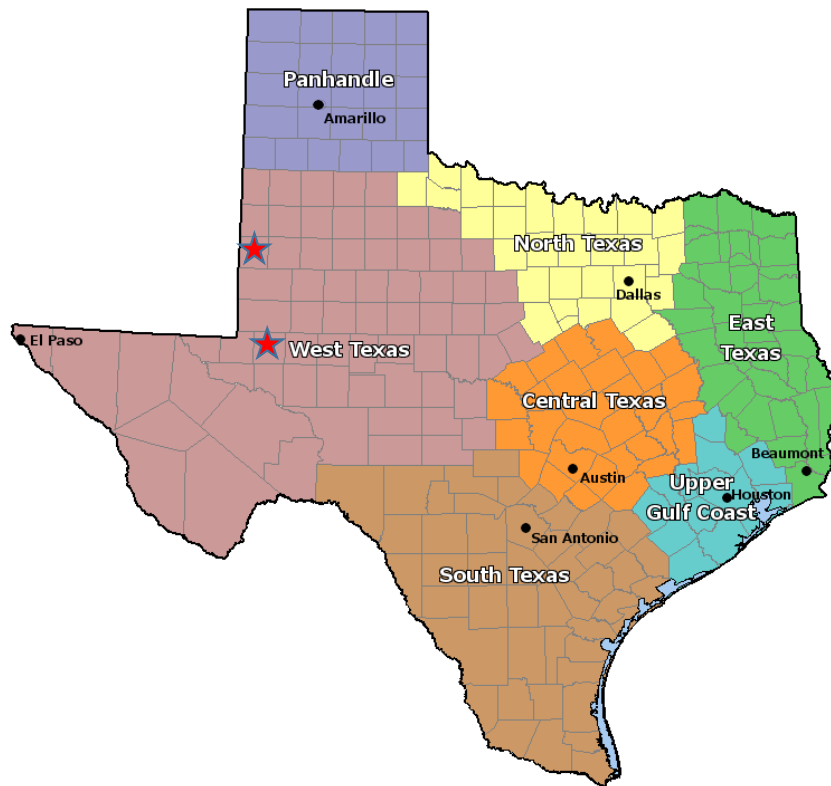 Panhandle
Amarillo
North Texas
Dallas
El Paso
West Texas
East
Texas
Central Texas
Beaumont
Austin
Upper
Houston
Gulf Coast
San Antonio
South Texas